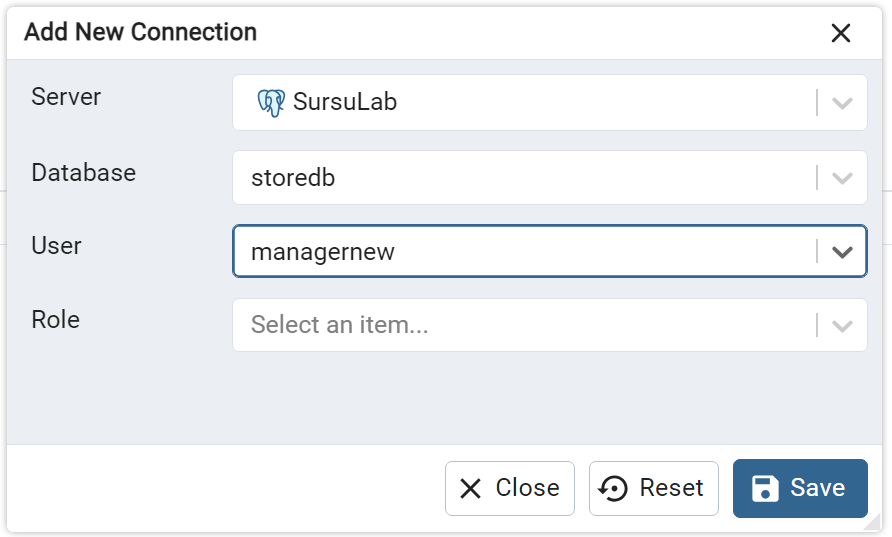 Add New Connection
Server SursuLab
Database storedb
User managernew
Role Select an item...
Close Reset Save